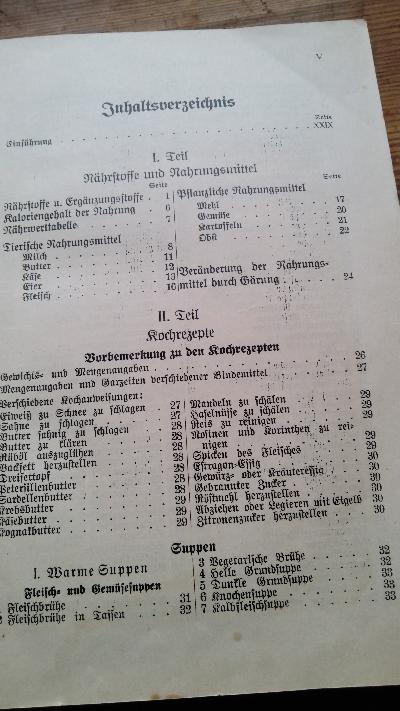 V
Inhaltsverzeichnis
Seite
Einführung . . . . . . . . . . XXIX
I. Teil
Nährstoffe und Nahrungsmittel
Seite
Nährstoffe u. Ergänzungsstoffe . 1
Kaloriengehalt der Nahrung . . 6
Nährwerttabelle . . . . . 7
Tierische Nahrungsmittel . . . 8
Milch . . . . . . . 11
Butter . . . . . . . 12
Käse . . . . . . . 13
Eier . . . . . . . 16
Fleisch . . . . . . .
Seite
Pflanzliche Nahrungsmittel
Mehl . . . . . . 17
Gemüse . . . . . . 20
Kartoffeln . . . . . 21
Obst . . . . . . 22
Veränderung der Nahrungs-
mittel durch Gärung . . . . 24
II. Teil
Kochrezepte
Vorbemerkung zu den Kochrezepten
Gewichts- und Mengenangaben . . . . . . . 26
Mengenangaben und Garzeiten verschiedener Bindemittel . . . 27
Verschiedene Kochanweisungen:
Eiweiß zu Schnee zu schlagen . 27
Sahne zu schlagen . . . . 27
Butter sahnig zu schlagen . . 28
Butter zu klären . . . . 28
Rüböl auszuglühen . . . . 28
Backfett herzustellen . . . 28
Dreifertopf . . . . . . 28
Petersilienbutter . . . . 28
Sardellenbutter . . . . . 28
Krebsbutter . . . . . 29
Käsebutter . . . . . 29
Kognakbutter . . . . .
Mandeln zu schälen . . . . 29
Haselnüsse zu schälen . . . 29
Reis zu reinigen . . . . 29
Rosinen und Korinthen zu rei-
nigen . . . . . . . 29
Spicken des Fleisches . . . 29
Estragon-Essig . . . . . 30
Gewürz- oder Kräuteressig . . 30
Gebrannter Zucker . . . . 30
Röstmehl herzustellen . . . 30
Abziehen oder Legieren mit Eigelb 30
Zitronenzucker herzustellen . . 30
Suppen
I. Warme Suppen
Fleisch- und Gemüsesuppen
Fleischbrühe . . . . . 31
Fleischbrühe in Tassen . . . 32
3 Vegetarische Brühe . . . . 32
4 Helle Grundsuppe . . . . 32
5 Dunkle Grundsuppe . . . 33
6 Knochensuppe . . . . . 33
7 Kalbfleischsuppe . . . . 33